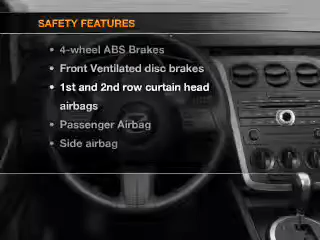 SAFETY FEATURES
• 4-wheel ABS Brakes
• Front Ventilated disc brakes
• 1st and 2nd row curtain head
airbags
• Passenger Airbag
• Side airbag